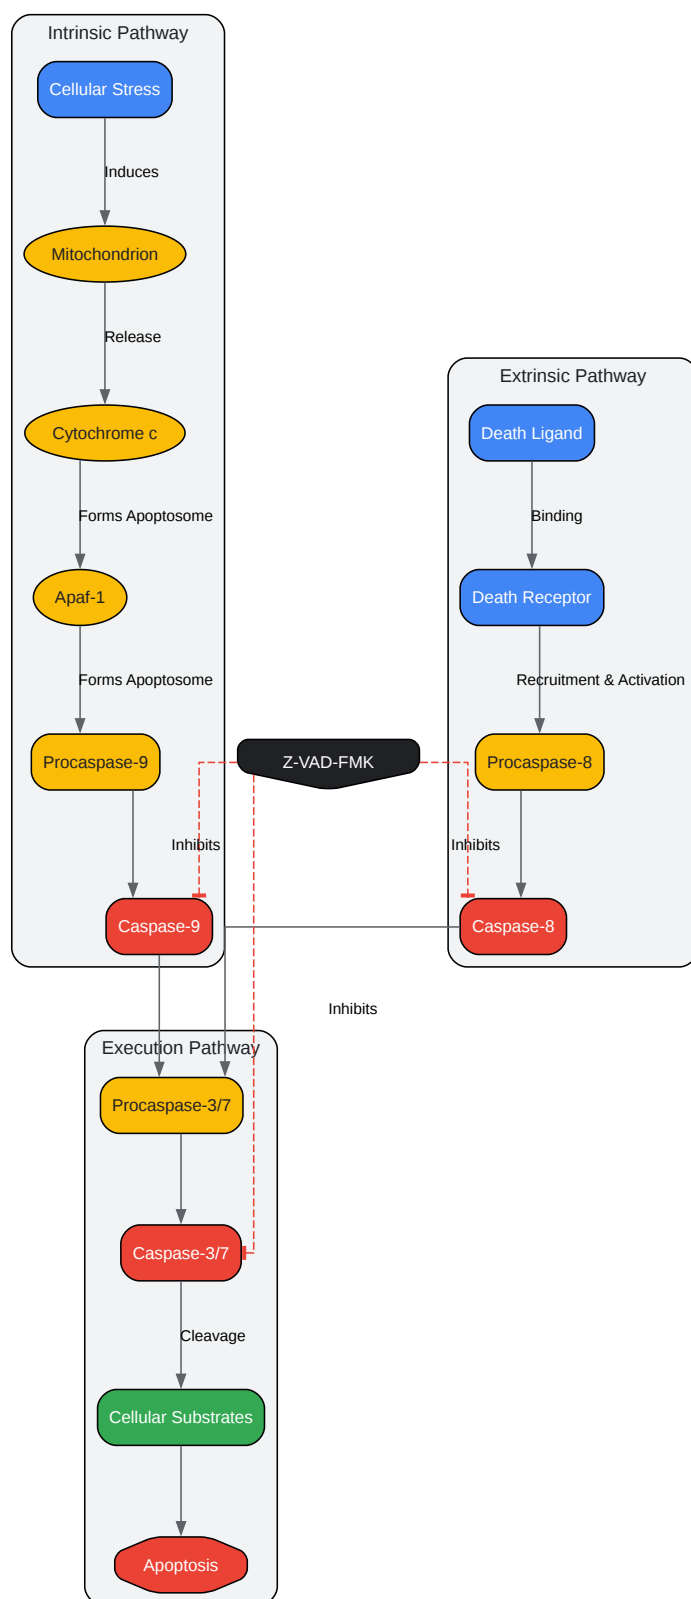 Intrinsic Pathway
Cellular Stress
Induces
Mitochondrion
Release
Cytochrome c
Forms Apoptosome
Apaf-1
Forms Apoptosome
Procaspase-9
Inhibits
Caspase-9
Z-VAD-FMK
Extrinsic Pathway
Death Ligand
Binding
Death Receptor
Recruitment & Activation
Procaspase-8
Inhibits
Caspase-8
Inhibits
Execution Pathway
Procaspase-3/7
Caspase-3/7
Cleavage
Cellular Substrates
Apoptosis